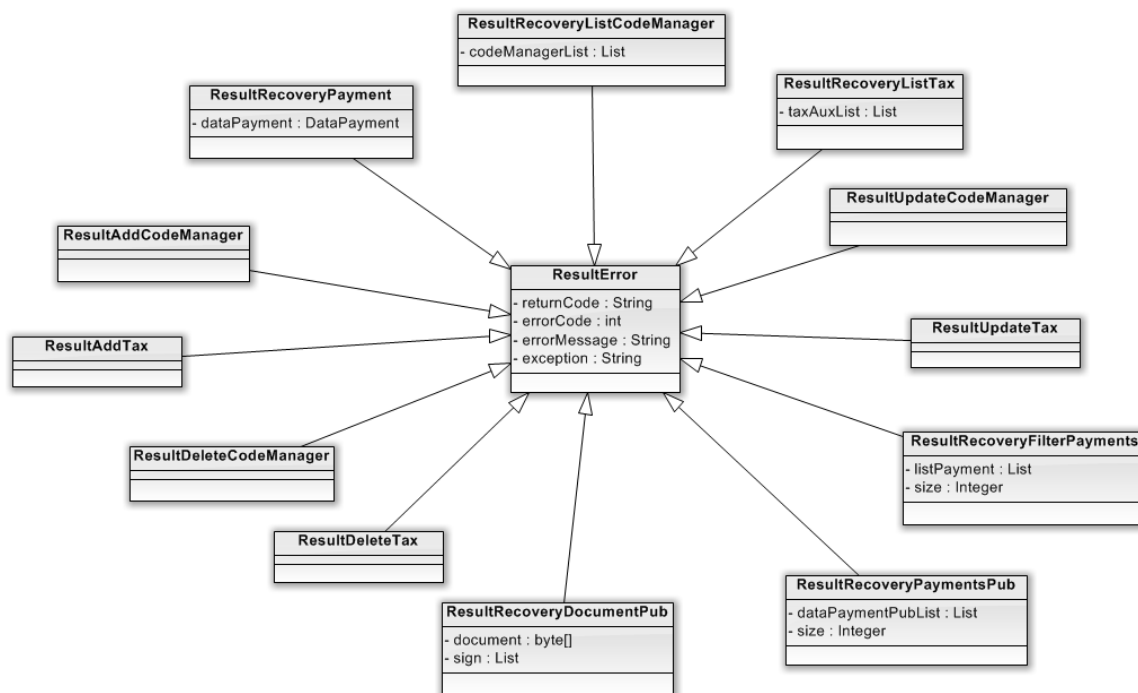 ResultRecoveryListCodeManager
- codeManagerList : List
ResultRecoveryPayment
- dataPayment : DataPayment
ResultRecoveryListTax
- taxAuxList : List
ResultUpdateCodeManager
ResultAddCodeManager
ResultError
- returnCode : String
- errorCode : int
- errorMessage : String
- exception : String
ResultUpdateTax
ResultAddTax
ResultDeleteCodeManager
ResultRecoveryFilterPayments
- listPayment : List
- size : Integer
ResultDeleteTax
ResultRecoveryPaymentsPub
- dataPaymentPubList : List
- size : Integer
ResultRecoveryDocumentPub
- document : byte[]
- sign : List